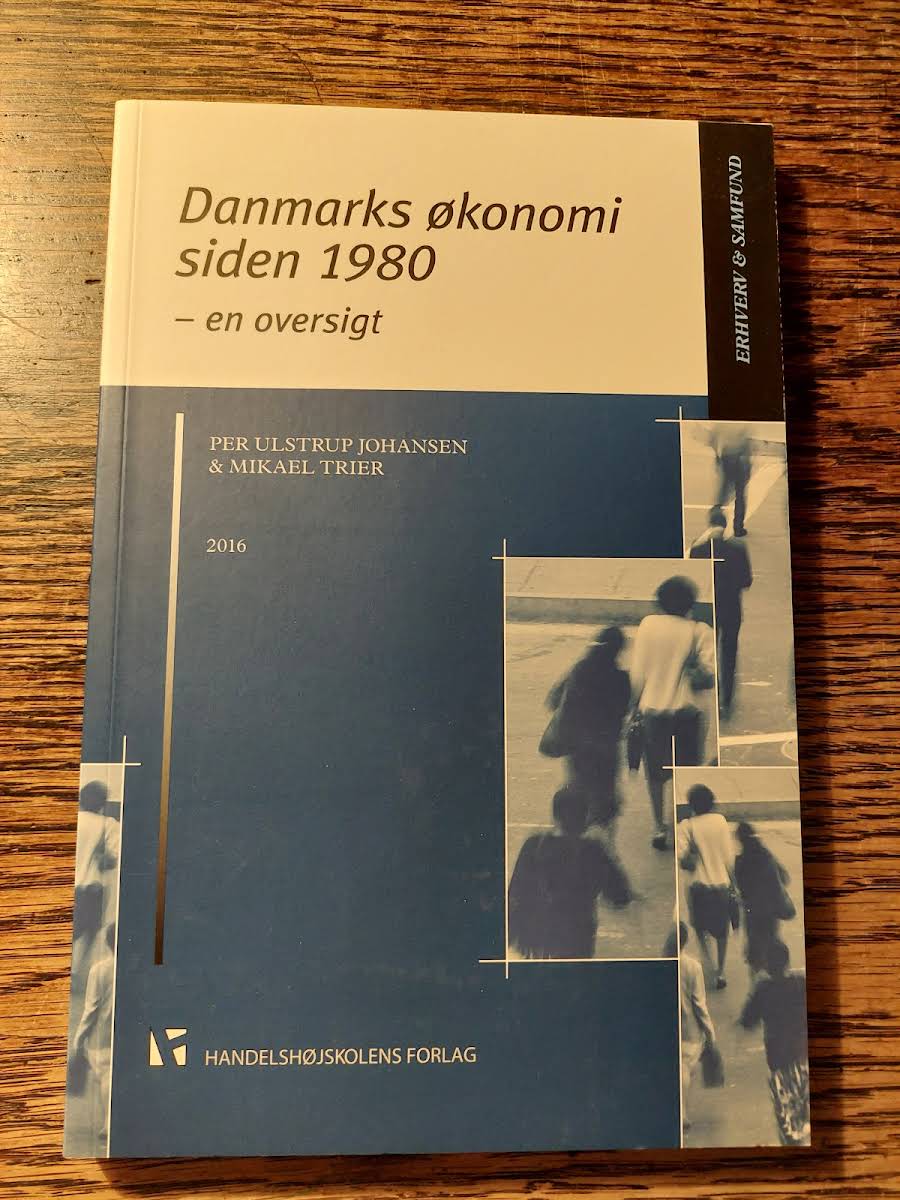 Danmarks økonomi
siden 1980
– en oversigt
ERHVERV & SAMFUND
PER ULSTRUP JOHANSEN
& MIKAEL TRIER
2016
HANDELSHØJSKOLENS FORLAG